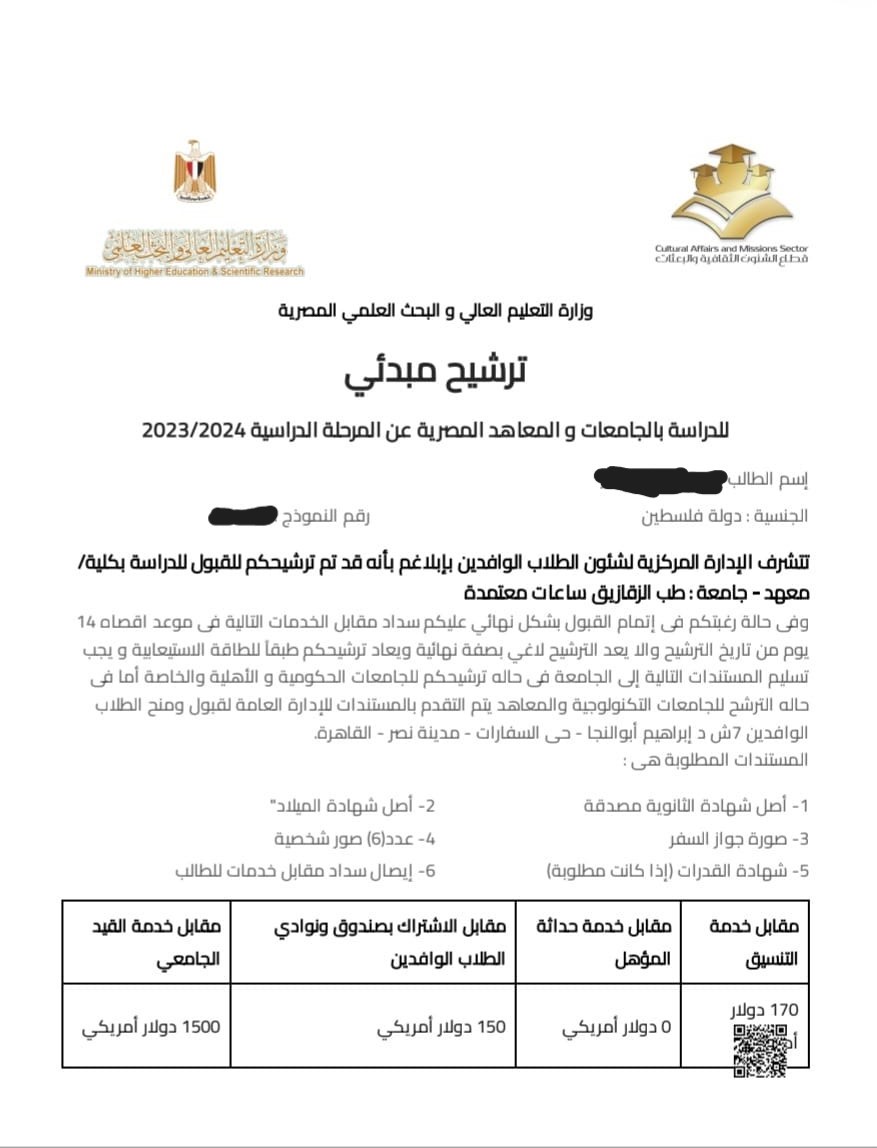 وزارة التعليم العالي والبحث العلمي
Ministry of Higher Education & Scientific Research
Cultural Affairs and Missions Sector
قطاع الشئون الثقافية والبعثات
وزارة التعليم العالي و البحث العلمي المصرية
ترشيح مبدئي
للدراسة بالجامعات و المعاهد المصرية عن المرحلة الدراسية 2023/2024
إسم الطالب
الجنسية : دولة فلسطين رقم النموذج
تتشرف الإدارة المركزية لشئون الطلاب الوافدين بإبلاغم بأنه قد تم ترشيحكم للقبول للدراسة بكلية/
معهد - جامعة : طب الزقازيق ساعات معتمدة
وفى حالة رغبتكم فى إتمام القبول بشكل نهائي عليكم سداد مقابل الخدمات التالية فى موعد اقصاه 14
يوم من تاريخ الترشيح والا يعد الترشيح لاغي بصفة نهائية ويعاد ترشيحكم طبقاً للطاقة الاستيعابية و يجب
تسليم المستندات التالية إلى الجامعة فى حاله ترشيحكم للجامعات الحكومية و الأهلية والخاصة أما فى
حاله الترشح للجامعات التكنولوجية والمعاهد يتم التقدم بالمستندات للإدارة العامة لقبول ومنح الطلاب
الوافدين 7ش د إبراهيم أبوالنجا - حى السفارات - مدينة نصر - القاهرة.
المستندات المطلوبة هى :
1- أصل شهادة الثانوية مصدقة 2- أصل شهادة الميلاد"
3- صورة جواز السفر 4- عدد(6) صور شخصية
5- شهادة القدرات (إذا كانت مطلوبة) 6- إيصال سداد مقابل خدمات للطالب
مقابل خدمة التنسيق
مقابل خدمة حداثة المؤهل
مقابل الاشتراك بصندوق ونوادي الطلاب الوافدين
مقابل خدمة القيد الجامعي
170 دولار
0 دولار أمريكي
150 دولار أمريكي
1500 دولار أمريكي